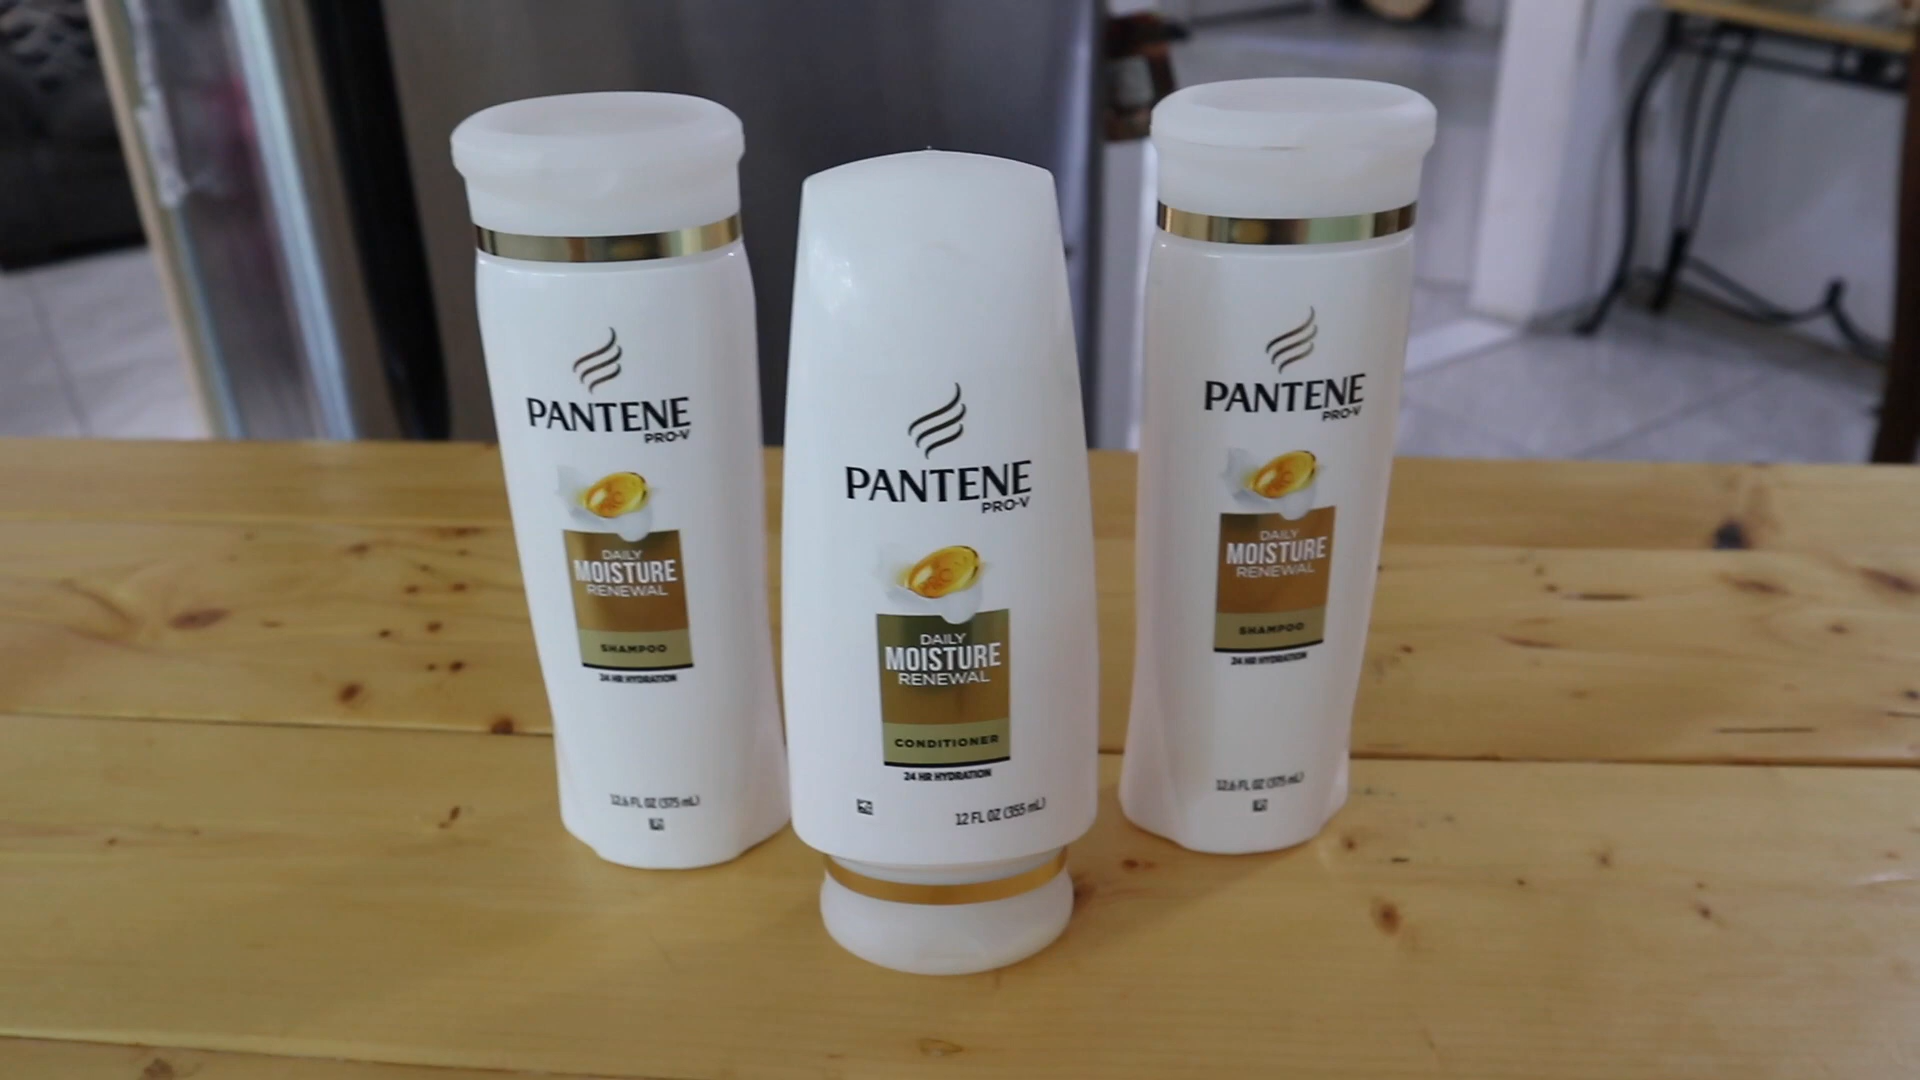 PANTENE
PRO-V
DAILY
MOISTURE
RENEWAL
SHAMPOO
24 HR HYDRATION
12.6 FL OZ (375 mL)
PANTENE
PRO-V
DAILY
MOISTURE
RENEWAL
CONDITIONER
24 HR HYDRATION
12 FL OZ (355 mL)
PANTENE
PRO-V
DAILY
MOISTURE
RENEWAL
SHAMPOO
24 HR HYDRATION
12.6 FL OZ (375 mL)